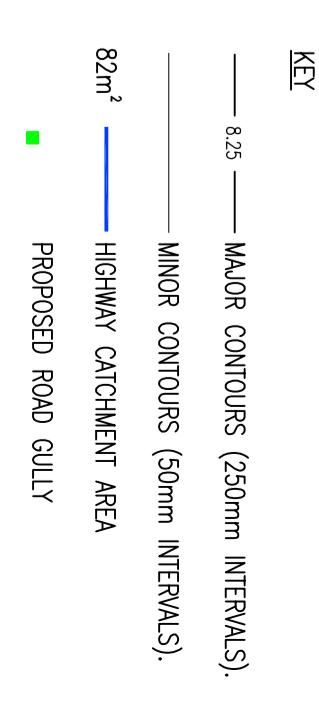 KEY
8.25 MAJOR CONTOURS (250mm INTERVALS).
MINOR CONTOURS (50mm INTERVALS).
82m² HIGHWAY CATCHMENT AREA
PROPOSED ROAD GULLY